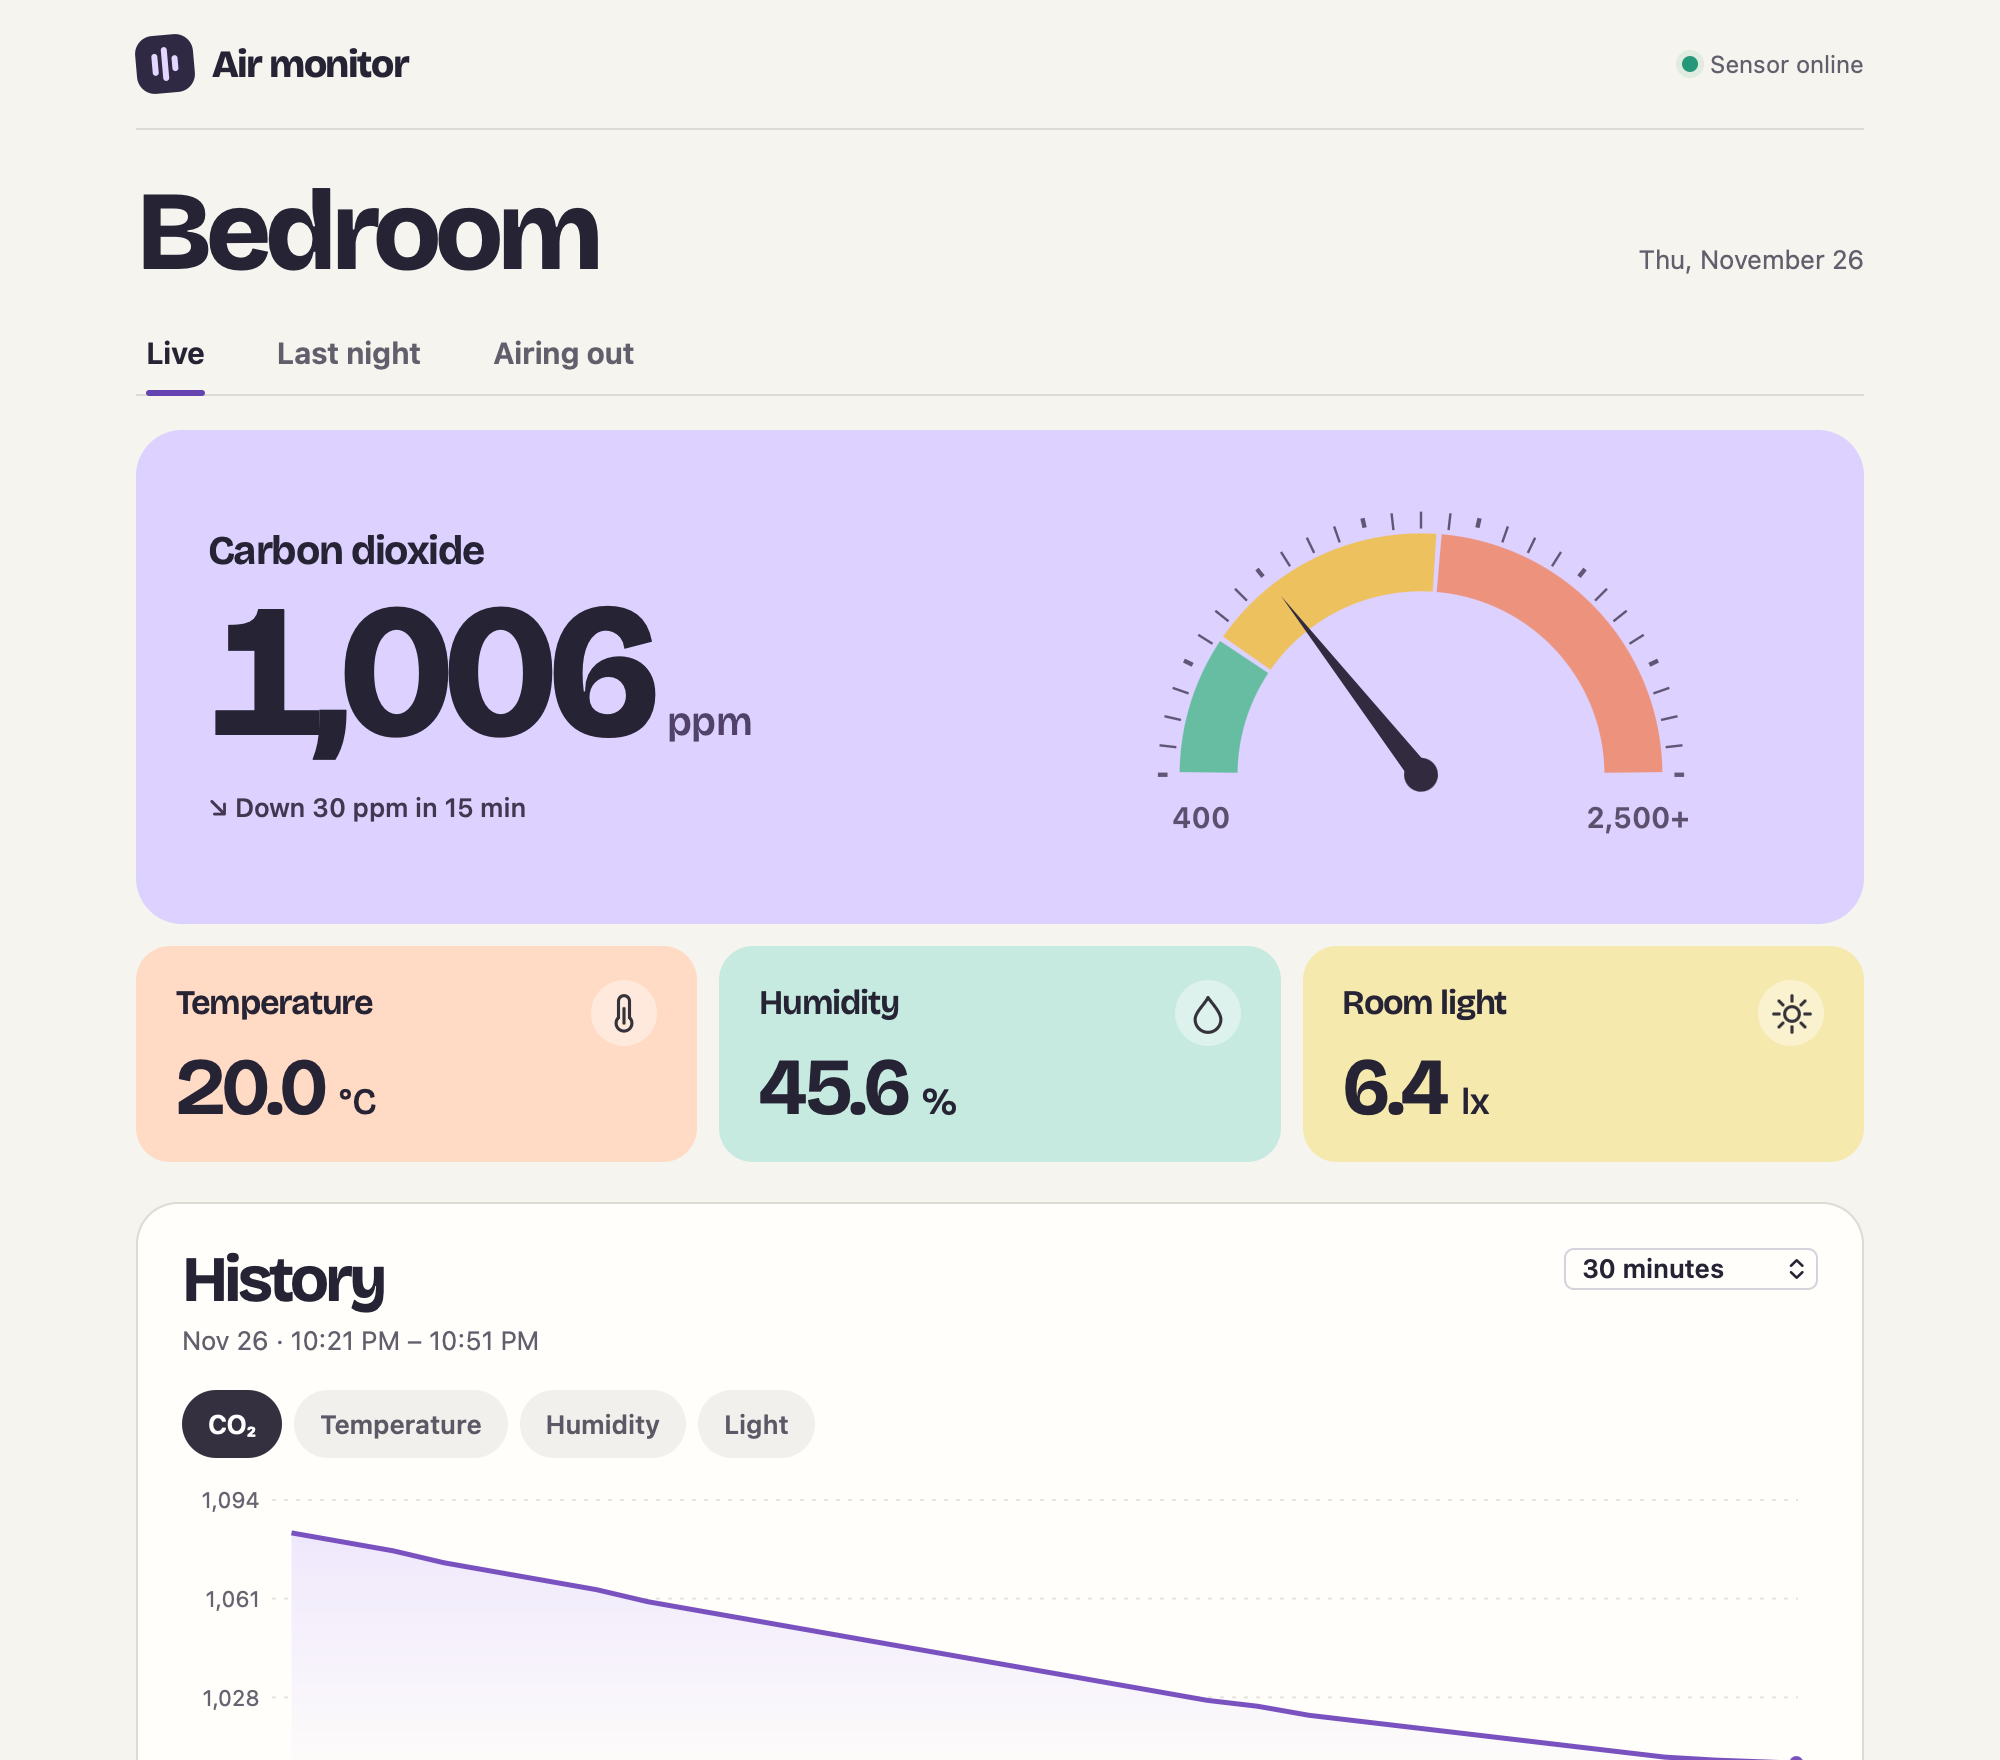 Air monitor
Sensor online
Bedroom
Thu, November 26
Live
Last night
Airing out
Carbon dioxide
1,006 ppm
↘ Down 30 ppm in 15 min
400
2,500+
Temperature
20.0 °C
Humidity
45.6 %
Room light
6.4 lx
History
30 minutes
Nov 26 · 10:21 PM – 10:51 PM
CO₂
Temperature
Humidity
Light
1,094
1,061
1,028